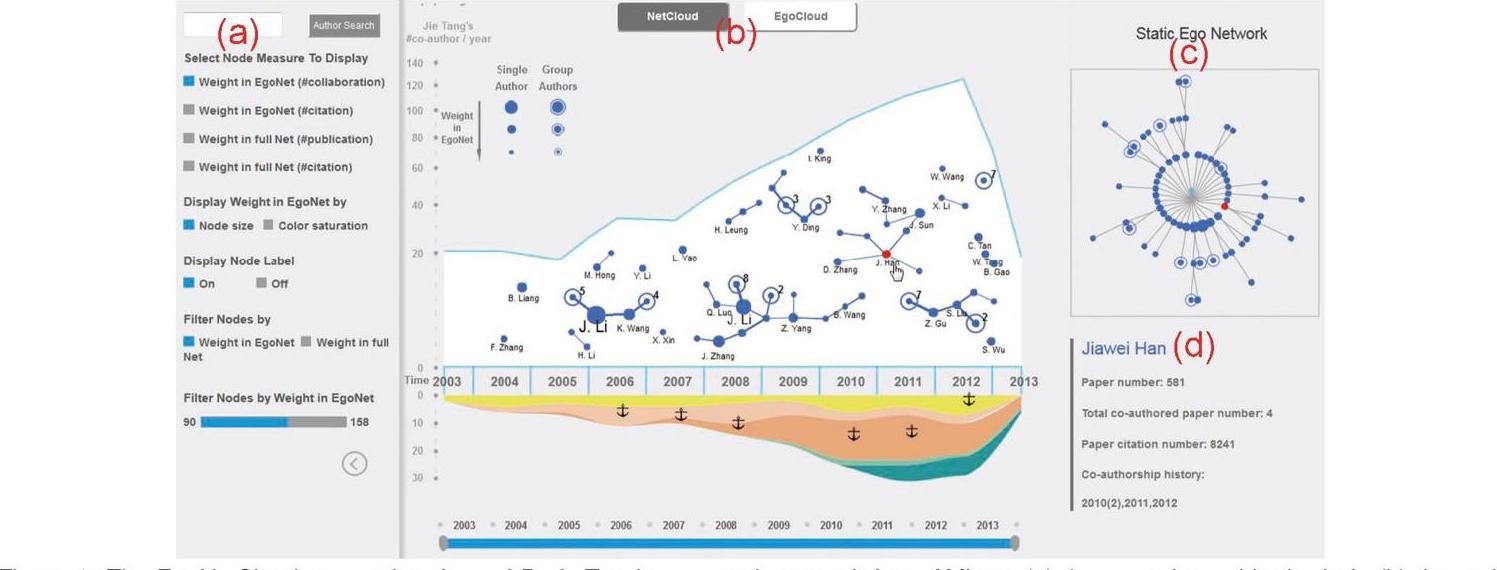 (a)
Author Search
Select Node Measure To Display
Weight in EgoNet (#collaboration)
Weight in EgoNet (#citation)
Weight in full Net (#publication)
Weight in full Net (#citation)
Display Weight in EgoNet by
Node size Color saturation
Display Node Label
On Off
Filter Nodes by
Weight in EgoNet Weight in full
Net
Filter Nodes by Weight in EgoNet
90 158
NetCloud EgoCloud
(b)
Jie Tang's
#co-author / year
140
120
100
80
60
40
20
0
Single Group
Author Authors
Weight
in
EgoNet
I. King
W. Wang
7
X. Li
3
3
Y. Ding
H. Leung
Y. Zhang
J. Sun
L. Yao
C. Tan
W. Tang
B. Gao
D. Zhang
J. Han
M. Hong
Y. Li
B. Liang
5
4
J. Li
K. Wang
8
2
Q. Luo
J. Li
Z. Yang
B. Wang
7
Z. Gu
S. Liu
2
F. Zhang
H. Li
X. Xin
J. Zhang
S. Wu
Time 2003 2004 2005 2006 2007 2008 2009 2010 2011 2012 2013
0
10
20
30
2003 2004 2005 2006 2007 2008 2009 2010 2011 2012 2013
Static Ego Network
(c)
Jiawei Han (d)
Paper number: 581
Total co-authored paper number: 4
Paper citation number: 8241
Co-authorship history:
2010(2),2011,2012